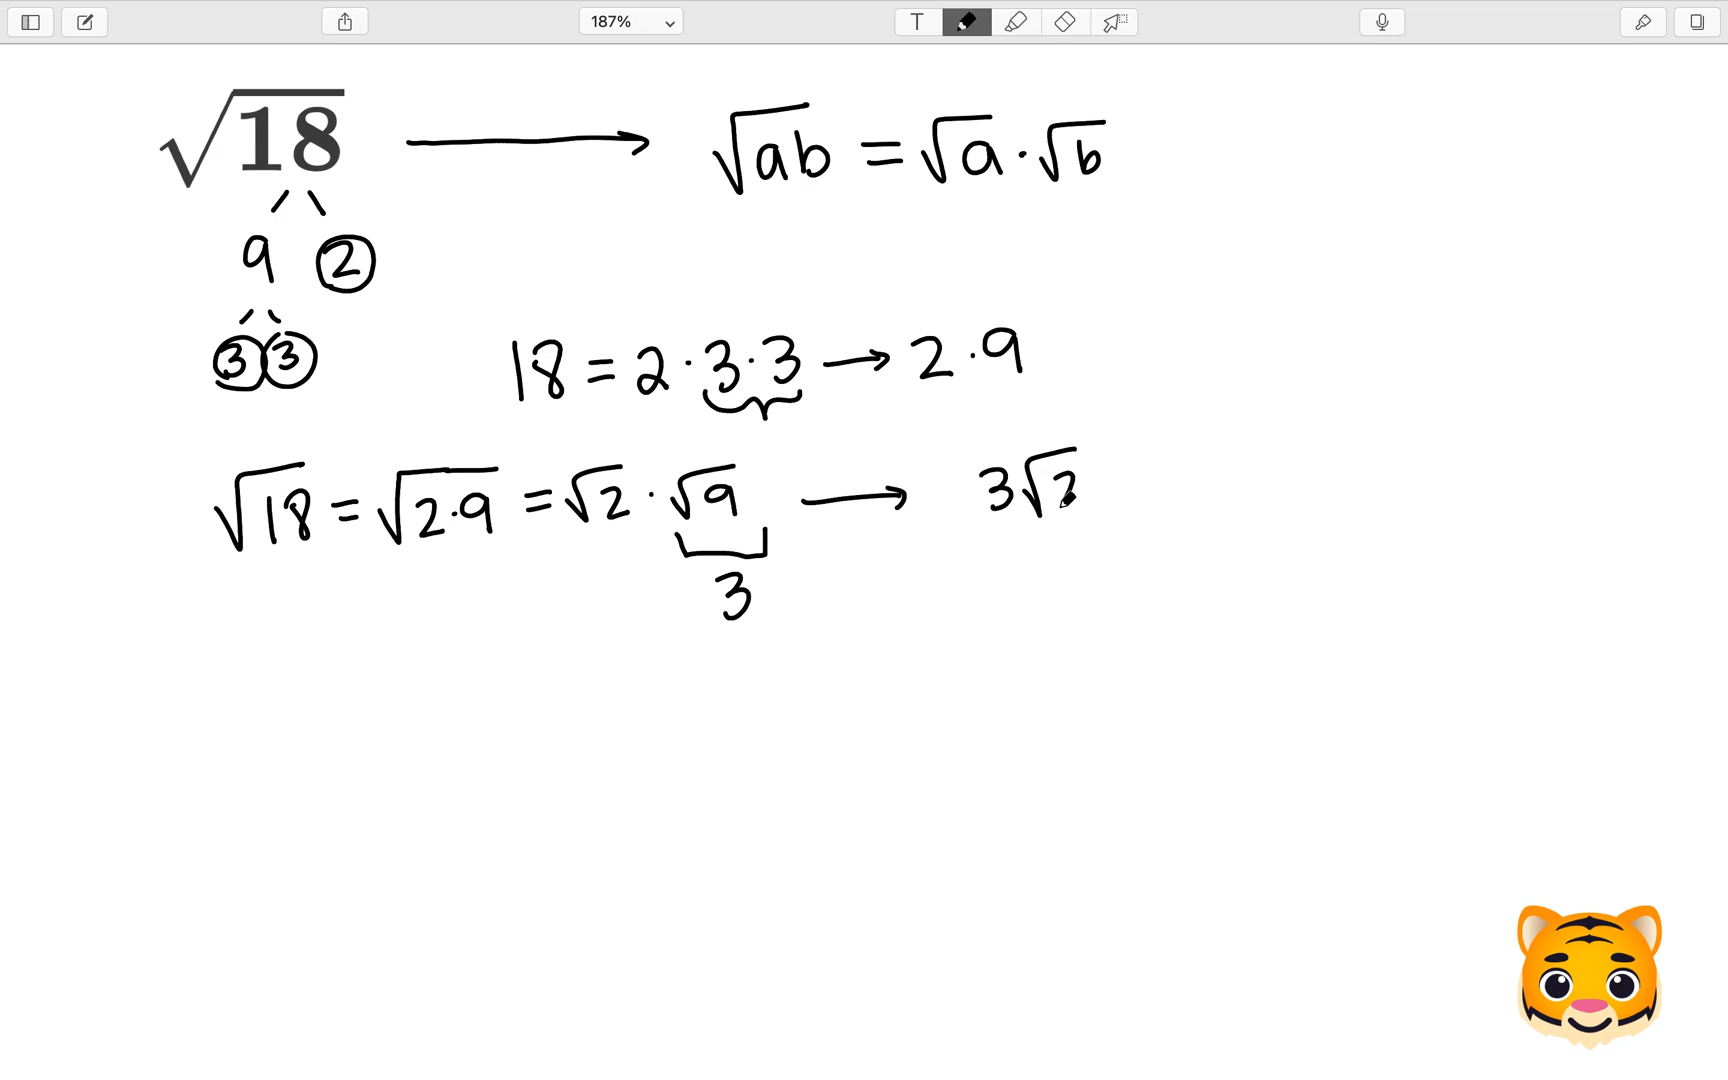 187%
T
√18 → √ab = √a · √b
9 2
3 3
18 = 2 · 3 · 3 → 2 · 9
√18 = √2·9 = √2 · √9 → 3√2
3